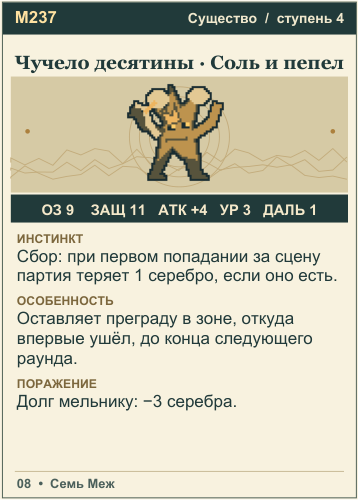 M237
Существо / ступень 4
Чучело десятины · Соль и пепел
ОЗ 9 ЗАЩ 11 АТК +4 УР 3 ДАЛЬ 1
ИНСТИНКТ
Сбор: при первом попадании за сцену
партия теряет 1 серебро, если оно есть.
ОСОБЕННОСТЬ
Оставляет преграду в зоне, откуда
впервые ушёл, до конца следующего
раунда.
ПОРАЖЕНИЕ
Долг мельнику: −3 серебра.
08 • Семь Меж